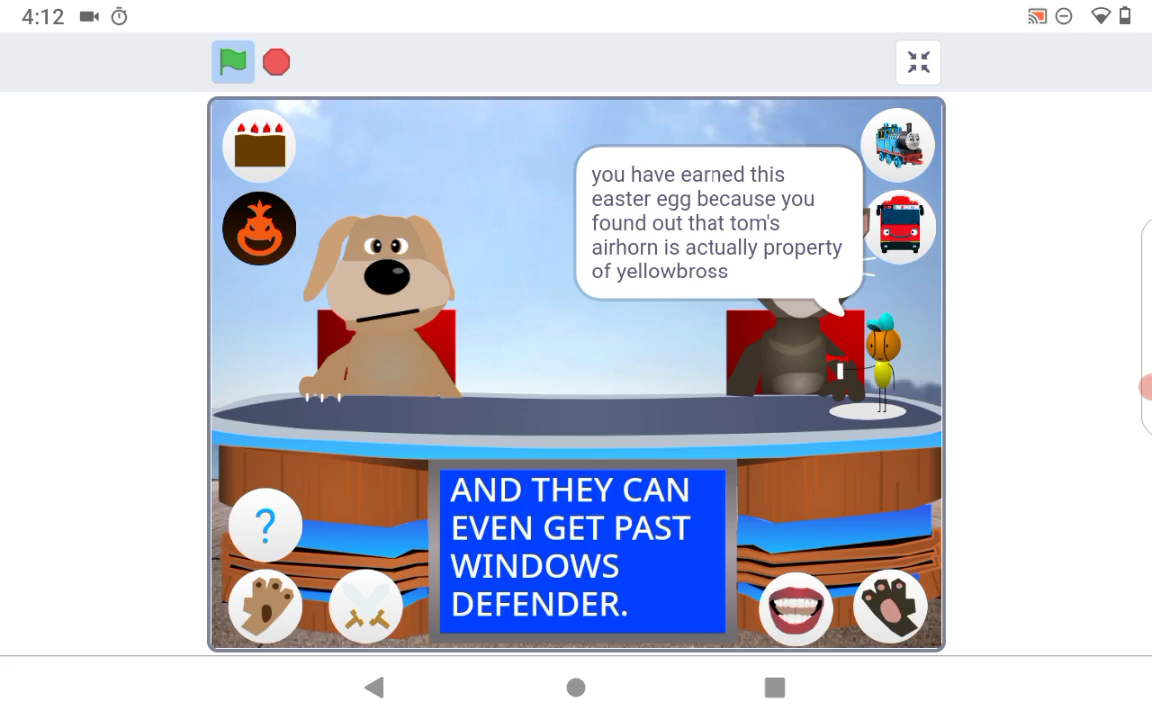 4:12
you have earned this
easter egg because you
found out that tom's
airhorn is actually property
of yellowbross
?
AND THEY CAN
EVEN GET PAST
WINDOWS
DEFENDER.